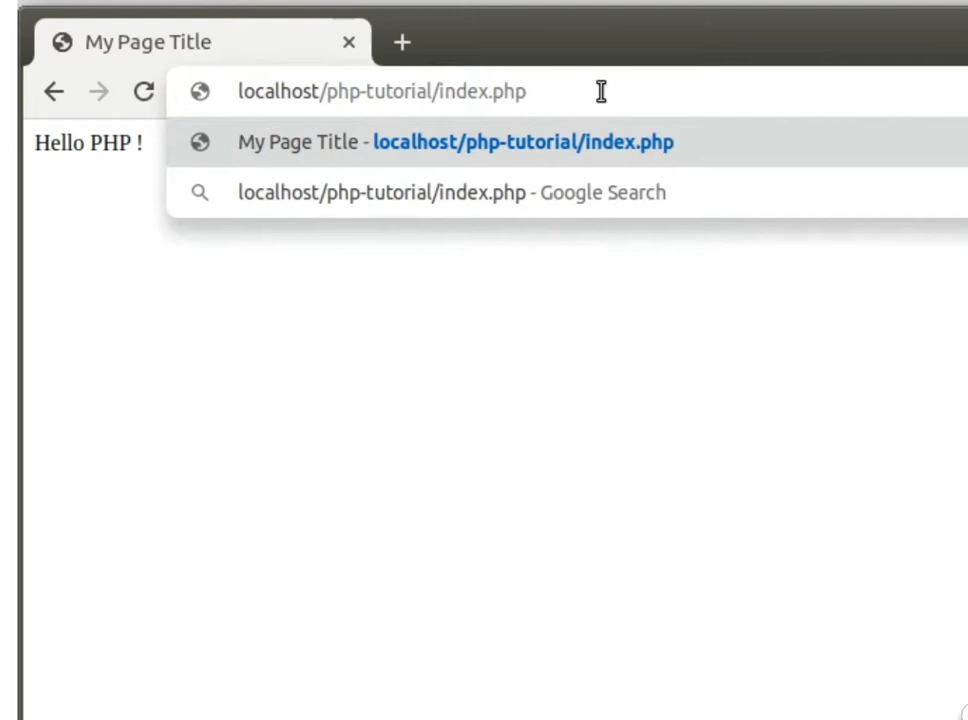 My Page Title
localhost/php-tutorial/index.php
Hello PHP !
My Page Title - localhost/php-tutorial/index.php
localhost/php-tutorial/index.php - Google Search